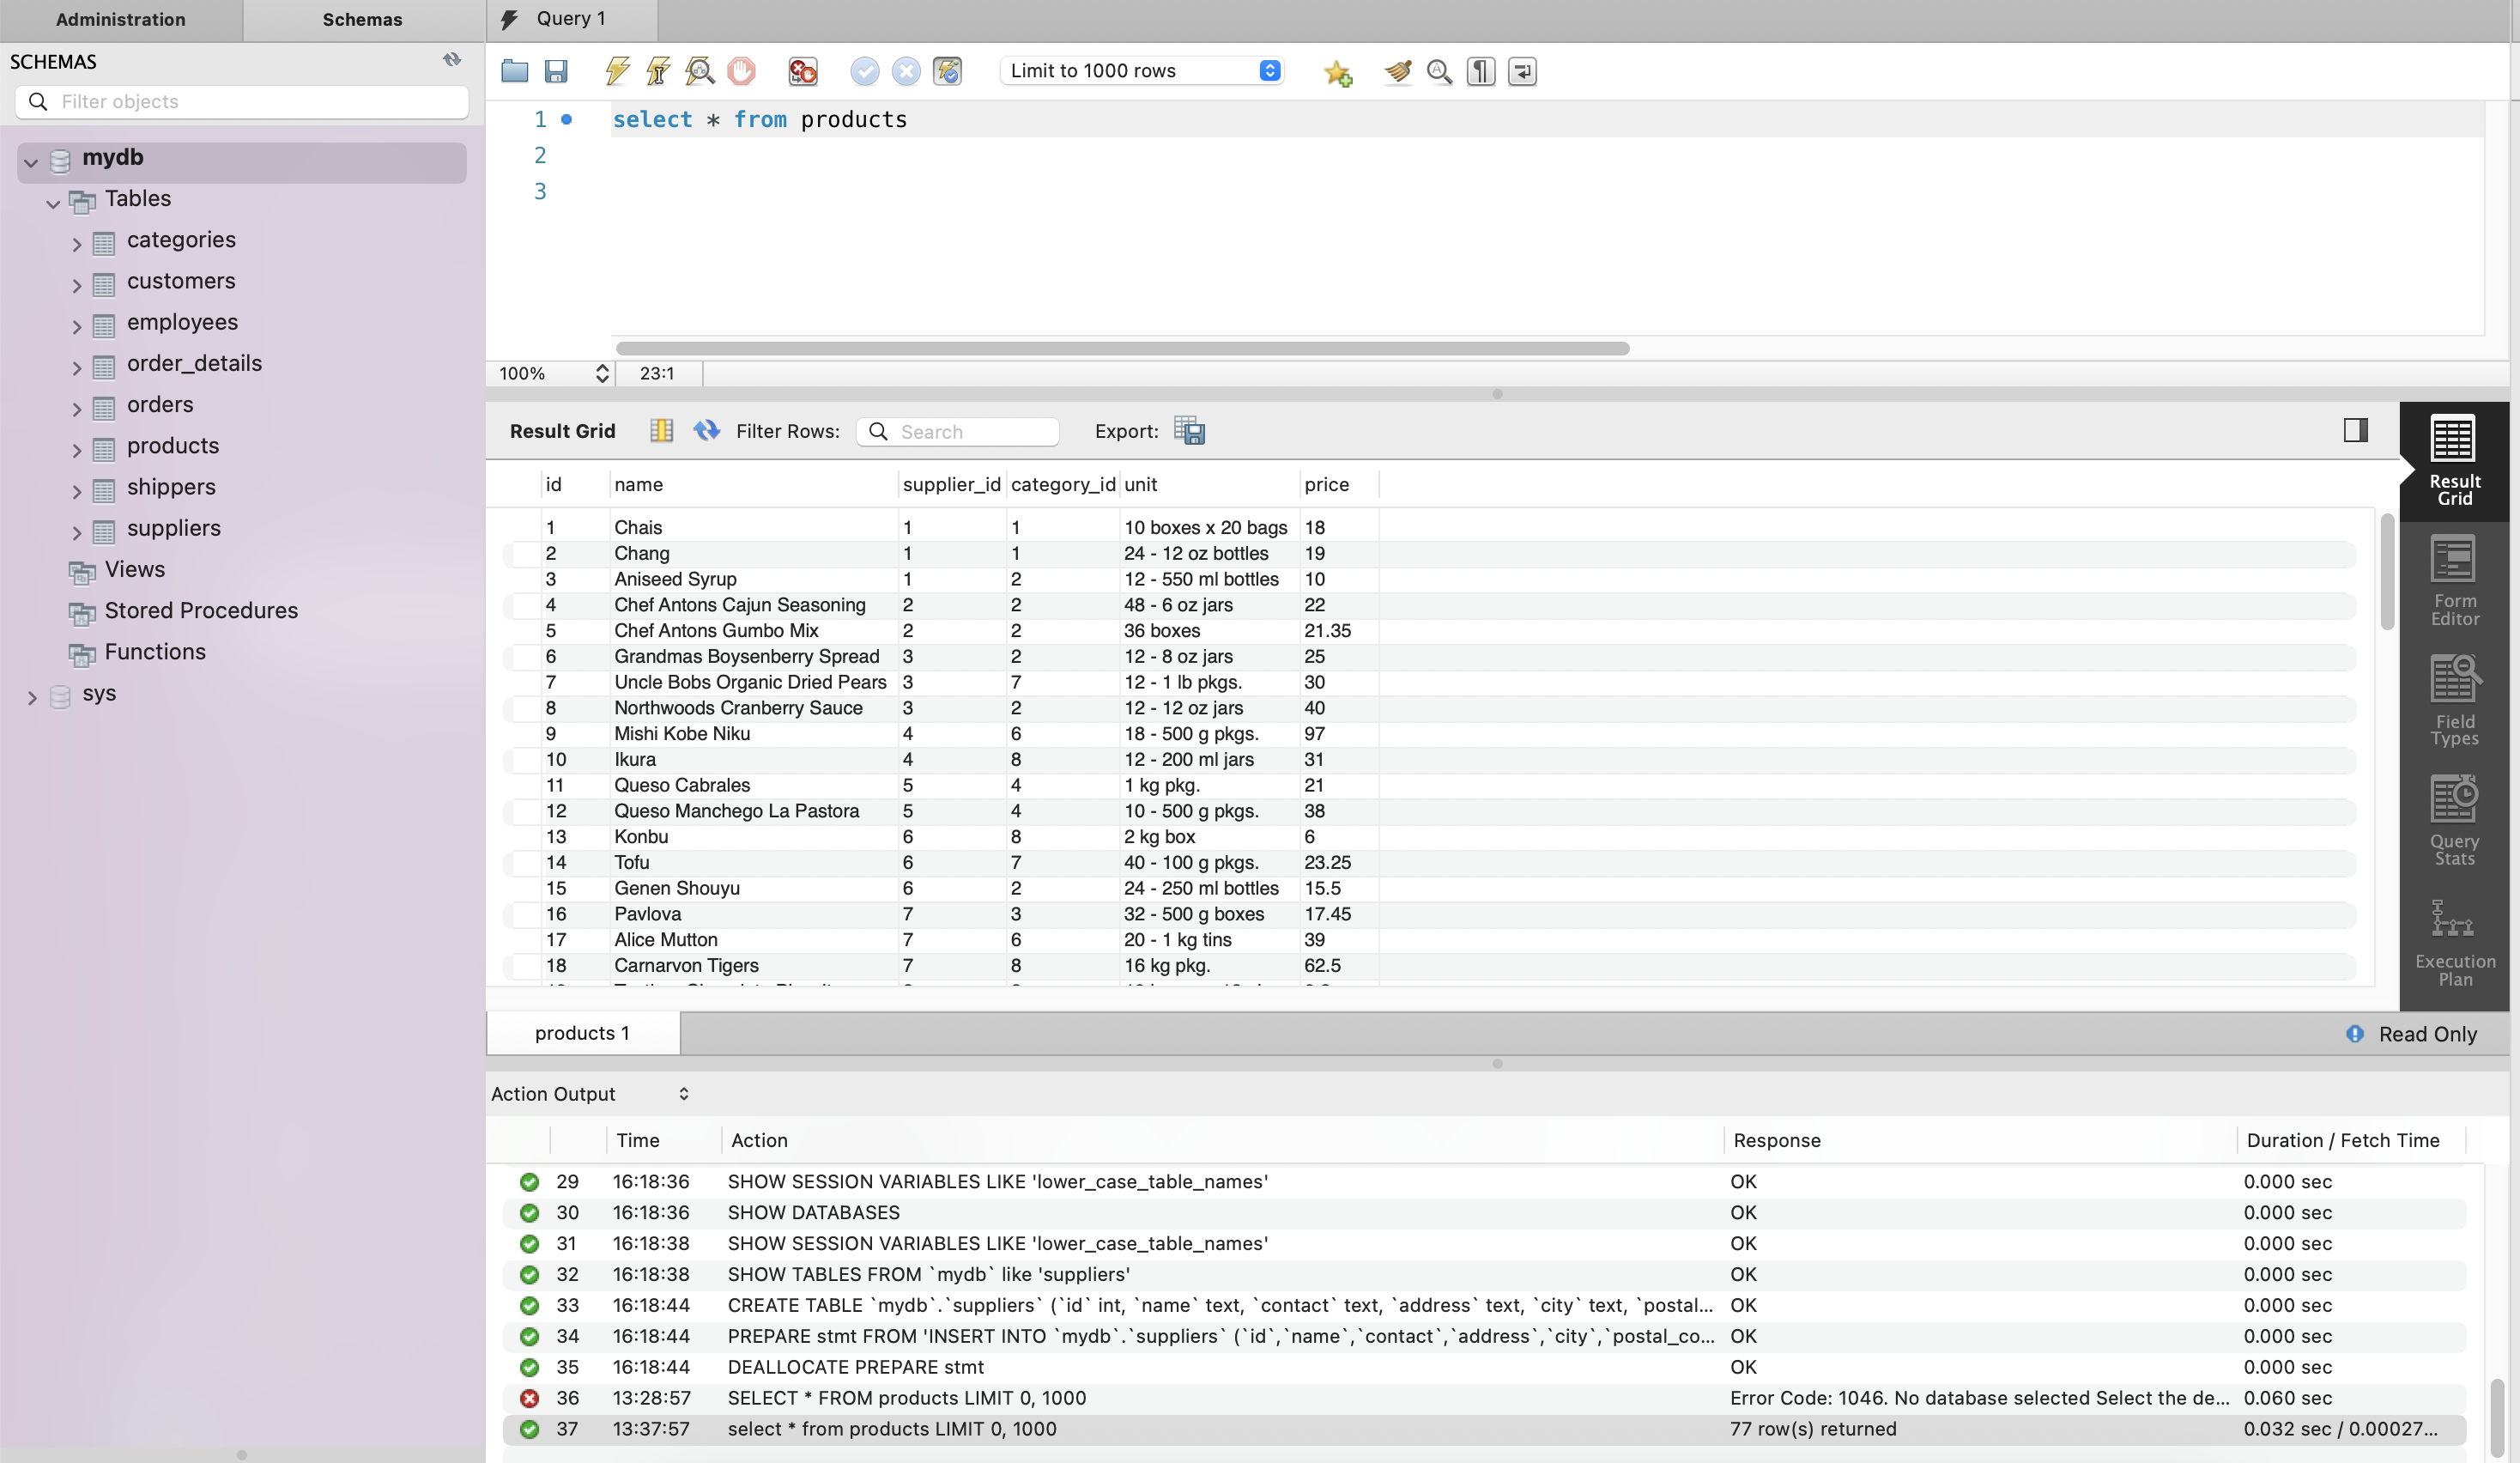 Administration Schemas Query 1
SCHEMAS
Filter objects
Limit to 1000 rows
mydb
Tables
categories
customers
employees
order_details
orders
products
shippers
suppliers
Views
Stored Procedures
Functions
sys
1 select * from products
2
3
100% 23:1
Result Grid Filter Rows: Search Export:
id name supplier_id category_id unit price
1 Chais 1 1 10 boxes x 20 bags 18
2 Chang 1 1 24 - 12 oz bottles 19
3 Aniseed Syrup 1 2 12 - 550 ml bottles 10
4 Chef Antons Cajun Seasoning 2 2 48 - 6 oz jars 22
5 Chef Antons Gumbo Mix 2 2 36 boxes 21.35
6 Grandmas Boysenberry Spread 3 2 12 - 8 oz jars 25
7 Uncle Bobs Organic Dried Pears 3 7 12 - 1 lb pkgs. 30
8 Northwoods Cranberry Sauce 3 2 12 - 12 oz jars 40
9 Mishi Kobe Niku 4 6 18 - 500 g pkgs. 97
10 Ikura 4 8 12 - 200 ml jars 31
11 Queso Cabrales 5 4 1 kg pkg. 21
12 Queso Manchego La Pastora 5 4 10 - 500 g pkgs. 38
13 Konbu 6 8 2 kg box 6
14 Tofu 6 7 40 - 100 g pkgs. 23.25
15 Genen Shouyu 6 2 24 - 250 ml bottles 15.5
16 Pavlova 7 3 32 - 500 g boxes 17.45
17 Alice Mutton 7 6 20 - 1 kg tins 39
18 Carnarvon Tigers 7 8 16 kg pkg. 62.5
Result
Grid
Form
Editor
Field
Types
Query
Stats
Execution
Plan
products 1 Read Only
Action Output
Time Action Response Duration / Fetch Time
29 16:18:36 SHOW SESSION VARIABLES LIKE 'lower_case_table_names' OK 0.000 sec
30 16:18:36 SHOW DATABASES OK 0.000 sec
31 16:18:38 SHOW SESSION VARIABLES LIKE 'lower_case_table_names' OK 0.000 sec
32 16:18:38 SHOW TABLES FROM `mydb` like 'suppliers' OK 0.000 sec
33 16:18:44 CREATE TABLE `mydb`.`suppliers` (`id` int, `name` text, `contact` text, `address` text, `city` text, `postal... OK 0.000 sec
34 16:18:44 PREPARE stmt FROM 'INSERT INTO `mydb`.`suppliers` (`id`,`name`,`contact`,`address`,`city`,`postal_co... OK 0.000 sec
35 16:18:44 DEALLOCATE PREPARE stmt OK 0.000 sec
36 13:28:57 SELECT * FROM products LIMIT 0, 1000 Error Code: 1046. No database selected Select the de... 0.060 sec
37 13:37:57 select * from products LIMIT 0, 1000 77 row(s) returned 0.032 sec / 0.00027...